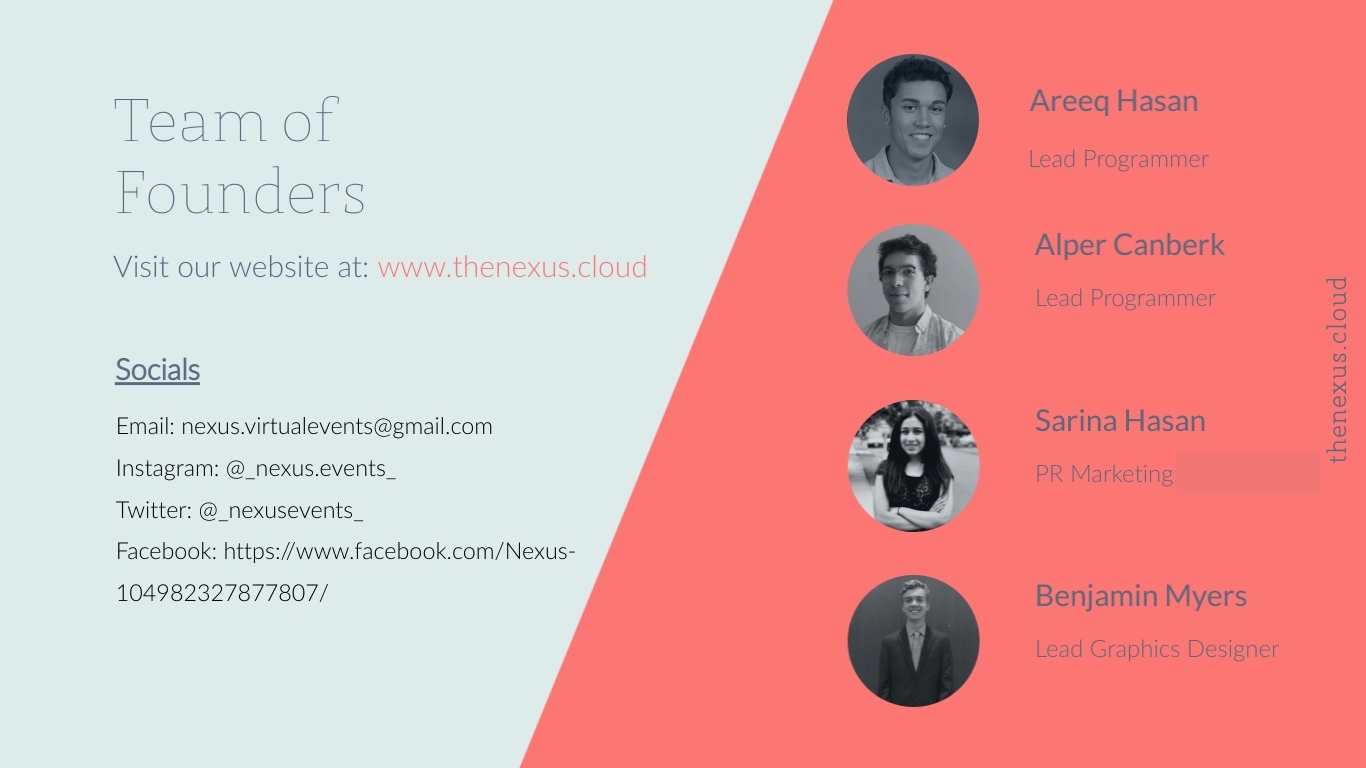 Team of
Founders
Visit our website at: www.thenexus.cloud
Socials
Email: nexus.virtualevents@gmail.com
Instagram: @_nexus.events_
Twitter: @_nexusevents_
Facebook: https://www.facebook.com/Nexus-
104982327877807/
Areeq Hasan
Lead Programmer
Alper Canberk
Lead Programmer
Sarina Hasan
PR Marketing
Benjamin Myers
Lead Graphics Designer
thenexus.cloud